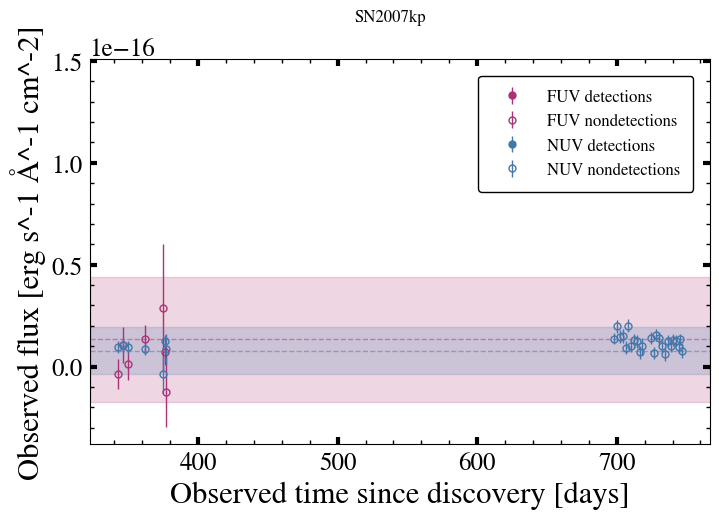 SN2007kp
1e−16
Observed flux [erg s^-1 Å^-1 cm^-2]
1.5
1.0
0.5
0.0
FUV detections
FUV nondetections
NUV detections
NUV nondetections
400
500
600
700
Observed time since discovery [days]